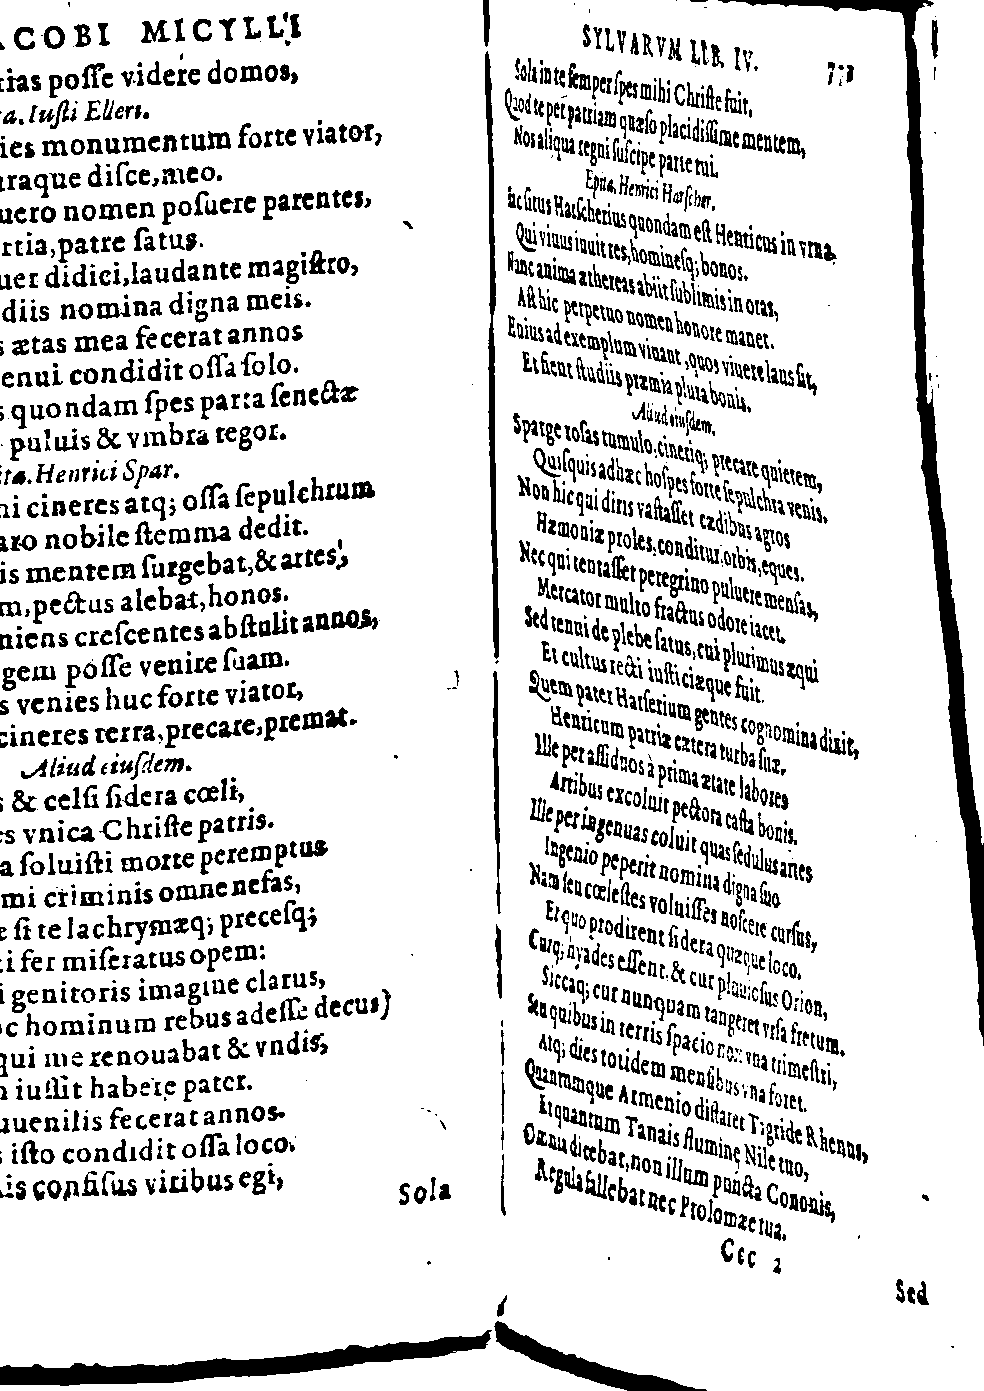 ACOBI MICYLLI
tias poſſe videre domos,
ta. Iuſti Elleri.
ies monumentum forte viator,
uraque diſce, meo.
uero nomen poſuere parentes,
rtia, patre ſatus.
uer didici, laudante magiſtro,
diis nomina digna meis.
s ætas mea fecerat annos
enui condidit oſſa ſolo.
s quondam ſpes parta ſenectæ
puluis & vmbra tegor.
ita. Henrici Spar.
ni cineres atq; oſſa ſepulchrum
aro nobile ſtemma dedit.
is mentem ſurgebat, & artes,
m, pectus alebat, honos.
niens creſcentes abſtulit annos,
gem poſſe venire ſuam.
s venies huc forte viator,
cineres terra, precare, premat.
Aliud eiuſdem.
s & celſi ſidera cœli,
es vnica Chriſte patris.
a ſoluiſti morte peremptus
mi criminis omne nefas,
e ſi te lachrymæq; preceſq;
i fer miſeratus opem:
i genitoris imagine clarus,
oc hominum rebus adeſſe decus)
qui me renouabat & vndis,
n iuſſit habere pater.
uuenilis fecerat annos.
s iſto condidit oſſa loco.
lis confiſus viribus egi,
Sola
SYLVARVM LIB. IV. 773
Sola in te ſemper ſpes mihi Chriſte fuit,
Quod te per patriam quæſo placidiſſime mentem,
Nos aliqua regni ſuſcipe parte tui.
Epita. Henrici Harſcher.
Hic ſitus Harſcherius quondam eſt Henricus in vrna,
Qui viuus iuuit res, homineſq; bonos.
Nunc anima æthereas abiit ſublimis in oras,
Aſt hic perpetuo nomen honore manet.
Huius ad exemplum viuant, quos viuere laus ſit,
Et fient ſtudiis præmia plura bonis.
Aliud eiuſdem.
Sparge roſas tumulo, cineriq; precare quietem,
Quiſquis ad hæc hoſpes forte ſepulchra venis.
Non hic qui diris vaſtaſſet cædibus agros
Hæmoniæ proles, conditur, orbis, eques.
Nec qui tentaſſet peregrino puluere menſas,
Mercator multo fractus odore iacet.
Sed tenui de plebe ſatus, cui plurimus æqui
Et cultus recti iuſticiæque fuit.
Quem pater Harſerium gentes cognomina dixit,
Henricum patriæ cætera turba ſuæ.
Ille per aſſiduos à prima ætate labores
Artibus excoluit pectora caſta bonis.
Ille per ingenuas coluit quas ſedulus artes
Ingenio peperit nomina digna ſuo
Nam ſeu cœleſtes voluiſſes noſcere curſus,
Et quo prodirent ſidera quæque loco.
Curq; hyades eſſent, & cur pluuioſus Orion,
Siccaq; cur nunquam tangeret vrſa fretum.
Seu quibus in terris ſpacio nox vna trimeſtri,
Atq; dies totidem menſibus vna foret.
Quantumque Armenio diſtaret Tigride Rhenus,
Et quantum Tanais flumine Nile tuo,
Omnia dicebat, non illum puncta Cononis,
Regula fallebat nec Ptolomæe tua.
Ccc 2
Sed